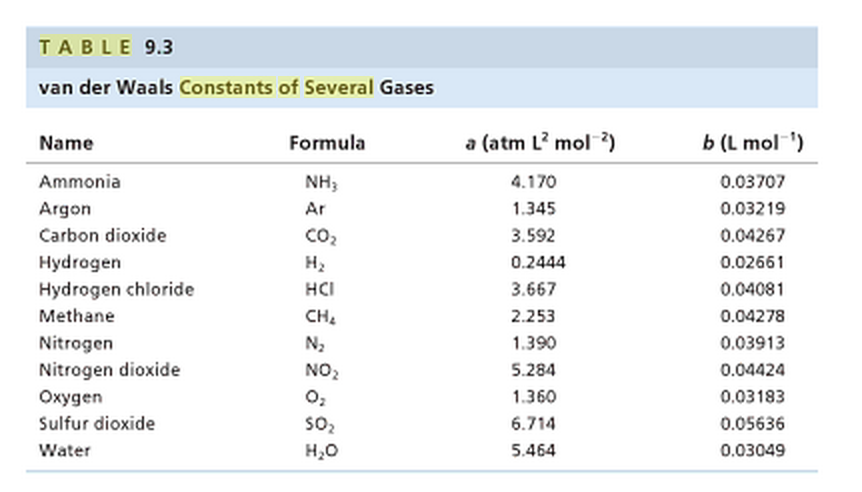 TABLE 9.3
van der Waals Constants of Several Gases
Name Formula a (atm L² mol⁻²) b (L mol⁻¹)
Ammonia NH₃ 4.170 0.03707
Argon Ar 1.345 0.03219
Carbon dioxide CO₂ 3.592 0.04267
Hydrogen H₂ 0.2444 0.02661
Hydrogen chloride HCl 3.667 0.04081
Methane CH₄ 2.253 0.04278
Nitrogen N₂ 1.390 0.03913
Nitrogen dioxide NO₂ 5.284 0.04424
Oxygen O₂ 1.360 0.03183
Sulfur dioxide SO₂ 6.714 0.05636
Water H₂O 5.464 0.03049